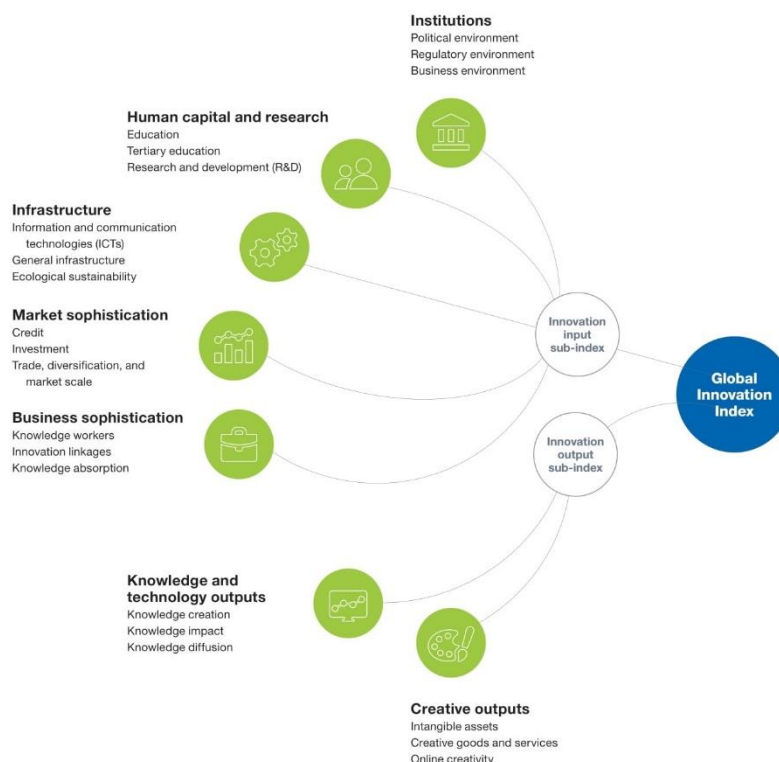 Institutions
Political environment
Regulatory environment
Business environment
Human capital and research
Education
Tertiary education
Research and development (R&D)
Infrastructure
Information and communication
technologies (ICTs)
General infrastructure
Ecological sustainability
Market sophistication
Credit
Investment
Trade, diversification, and
market scale
Business sophistication
Knowledge workers
Innovation linkages
Knowledge absorption
Innovation
input
sub-index
Global
Innovation
Index
Innovation
output
sub-index
Knowledge and
technology outputs
Knowledge creation
Knowledge impact
Knowledge diffusion
Creative outputs
Intangible assets
Creative goods and services
Online creativity